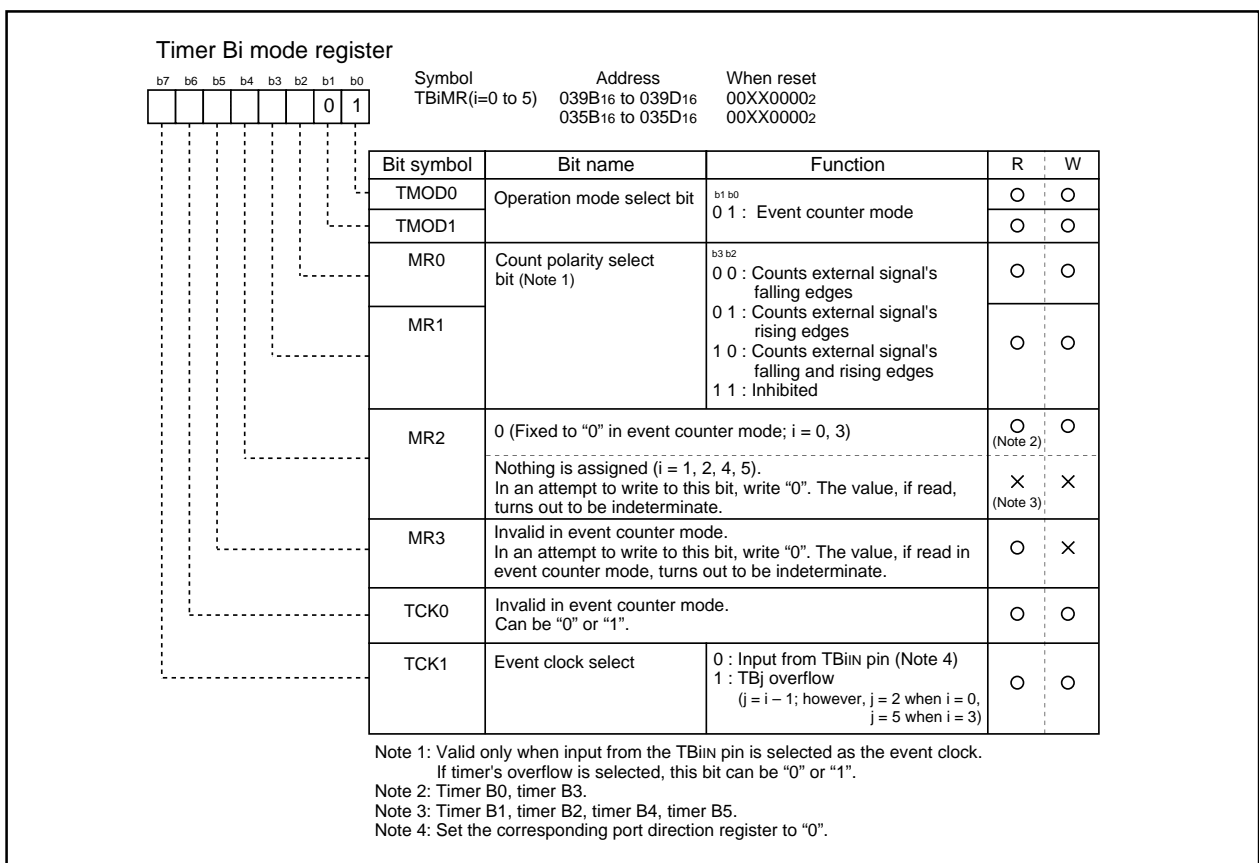 Timer Bi mode register
b7 b6 b5 b4 b3 b2 b1 b0
0 1
Symbol Address When reset
TBiMR(i=0 to 5) 039B16 to 039D16 00XX00002
035B16 to 035D16 00XX00002
Bit symbol Bit name Function R W
TMOD0 Operation mode select bit b1 b0
0 1 : Event counter mode
TMOD1
MR0 Count polarity select
bit (Note 1)
b3 b2
0 0 : Counts external signal's
falling edges
0 1 : Counts external signal's
rising edges
1 0 : Counts external signal's
falling and rising edges
1 1 : Inhibited
MR1
MR2 0 (Fixed to “0” in event counter mode; i = 0, 3)
(Note 2)
Nothing is assigned (i = 1, 2, 4, 5).
In an attempt to write to this bit, write “0”. The value, if read,
turns out to be indeterminate.
(Note 3)
MR3 Invalid in event counter mode.
In an attempt to write to this bit, write “0”. The value, if read in
event counter mode, turns out to be indeterminate.
TCK0 Invalid in event counter mode.
Can be “0” or “1”.
TCK1 Event clock select 0 : Input from TBiIN pin (Note 4)
1 : TBj overflow
(j = i – 1; however, j = 2 when i = 0,
j = 5 when i = 3)
Note 1: Valid only when input from the TBiIN pin is selected as the event clock.
If timer's overflow is selected, this bit can be “0” or “1”.
Note 2: Timer B0, timer B3.
Note 3: Timer B1, timer B2, timer B4, timer B5.
Note 4: Set the corresponding port direction register to “0”.